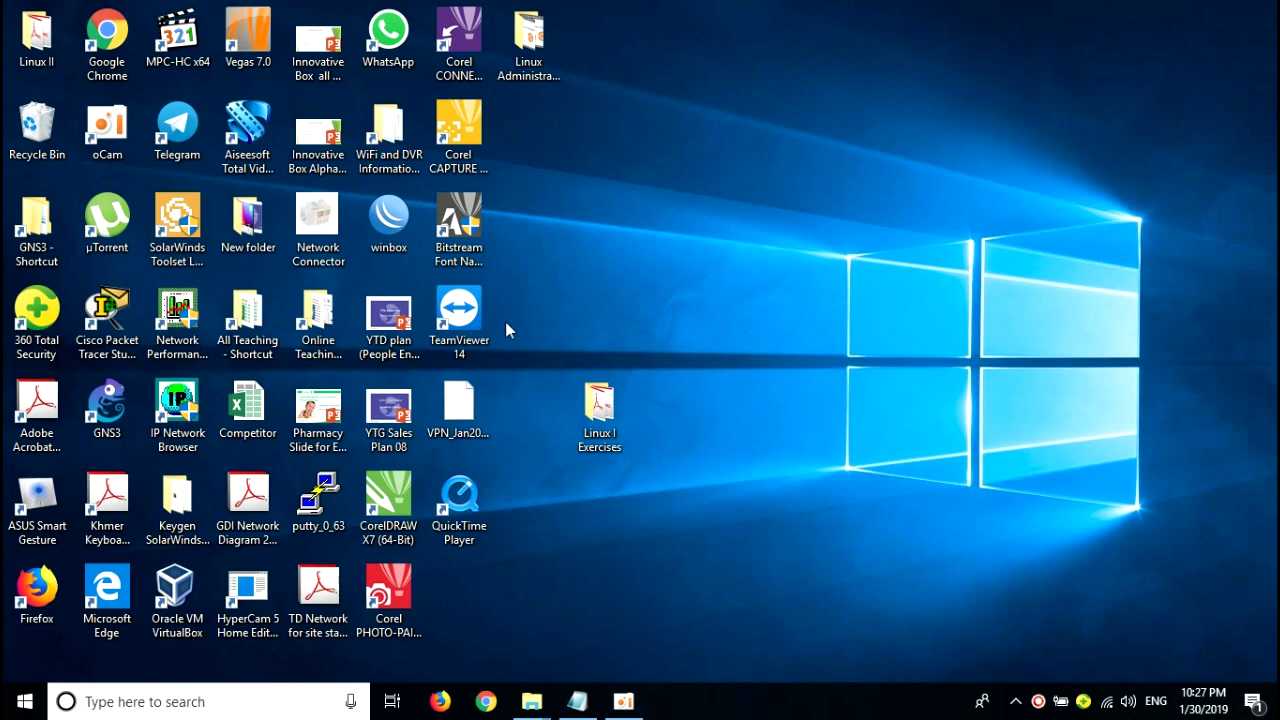 Linux II
Google
Chrome
MPC-HC x64
Vegas 7.0
Innovative
Box all ...
WhatsApp
Corel
CONNE...
Linux
Administra...
321
Recycle Bin
oCam
Telegram
Aiseesoft
Total Vid...
Innovative
Box Alpha...
WiFi and DVR
Informatio...
Corel
CAPTURE ...
GNS3 -
Shortcut
µTorrent
SolarWinds
Toolset L...
New folder
Network
Connector
winbox
Bitstream
Font Na...
360 Total
Security
Cisco Packet
Tracer Stu...
Network
Performan...
All Teaching
- Shortcut
Online
Teachin...
YTD plan
(People En...
TeamViewer
14
Adobe
Acrobat...
GNS3
IP
IP Network
Browser
Competitor
Pharmacy
Slide for E...
YTG Sales
Plan 08
VPN_Jan20...
Linux I
Exercises
ASUS Smart
Gesture
Khmer
Keyboa...
Keygen
SolarWinds...
GDI Network
Diagram 2...
putty_0_63
CorelDRAW
X7 (64-Bit)
QuickTime
Player
Firefox
Microsoft
Edge
Oracle VM
VirtualBox
HyperCam 5
Home Edit...
TD Network
for site sta...
Corel
PHOTO-PAI...
Type here to search
ENG
10:27 PM
1/30/2019
1